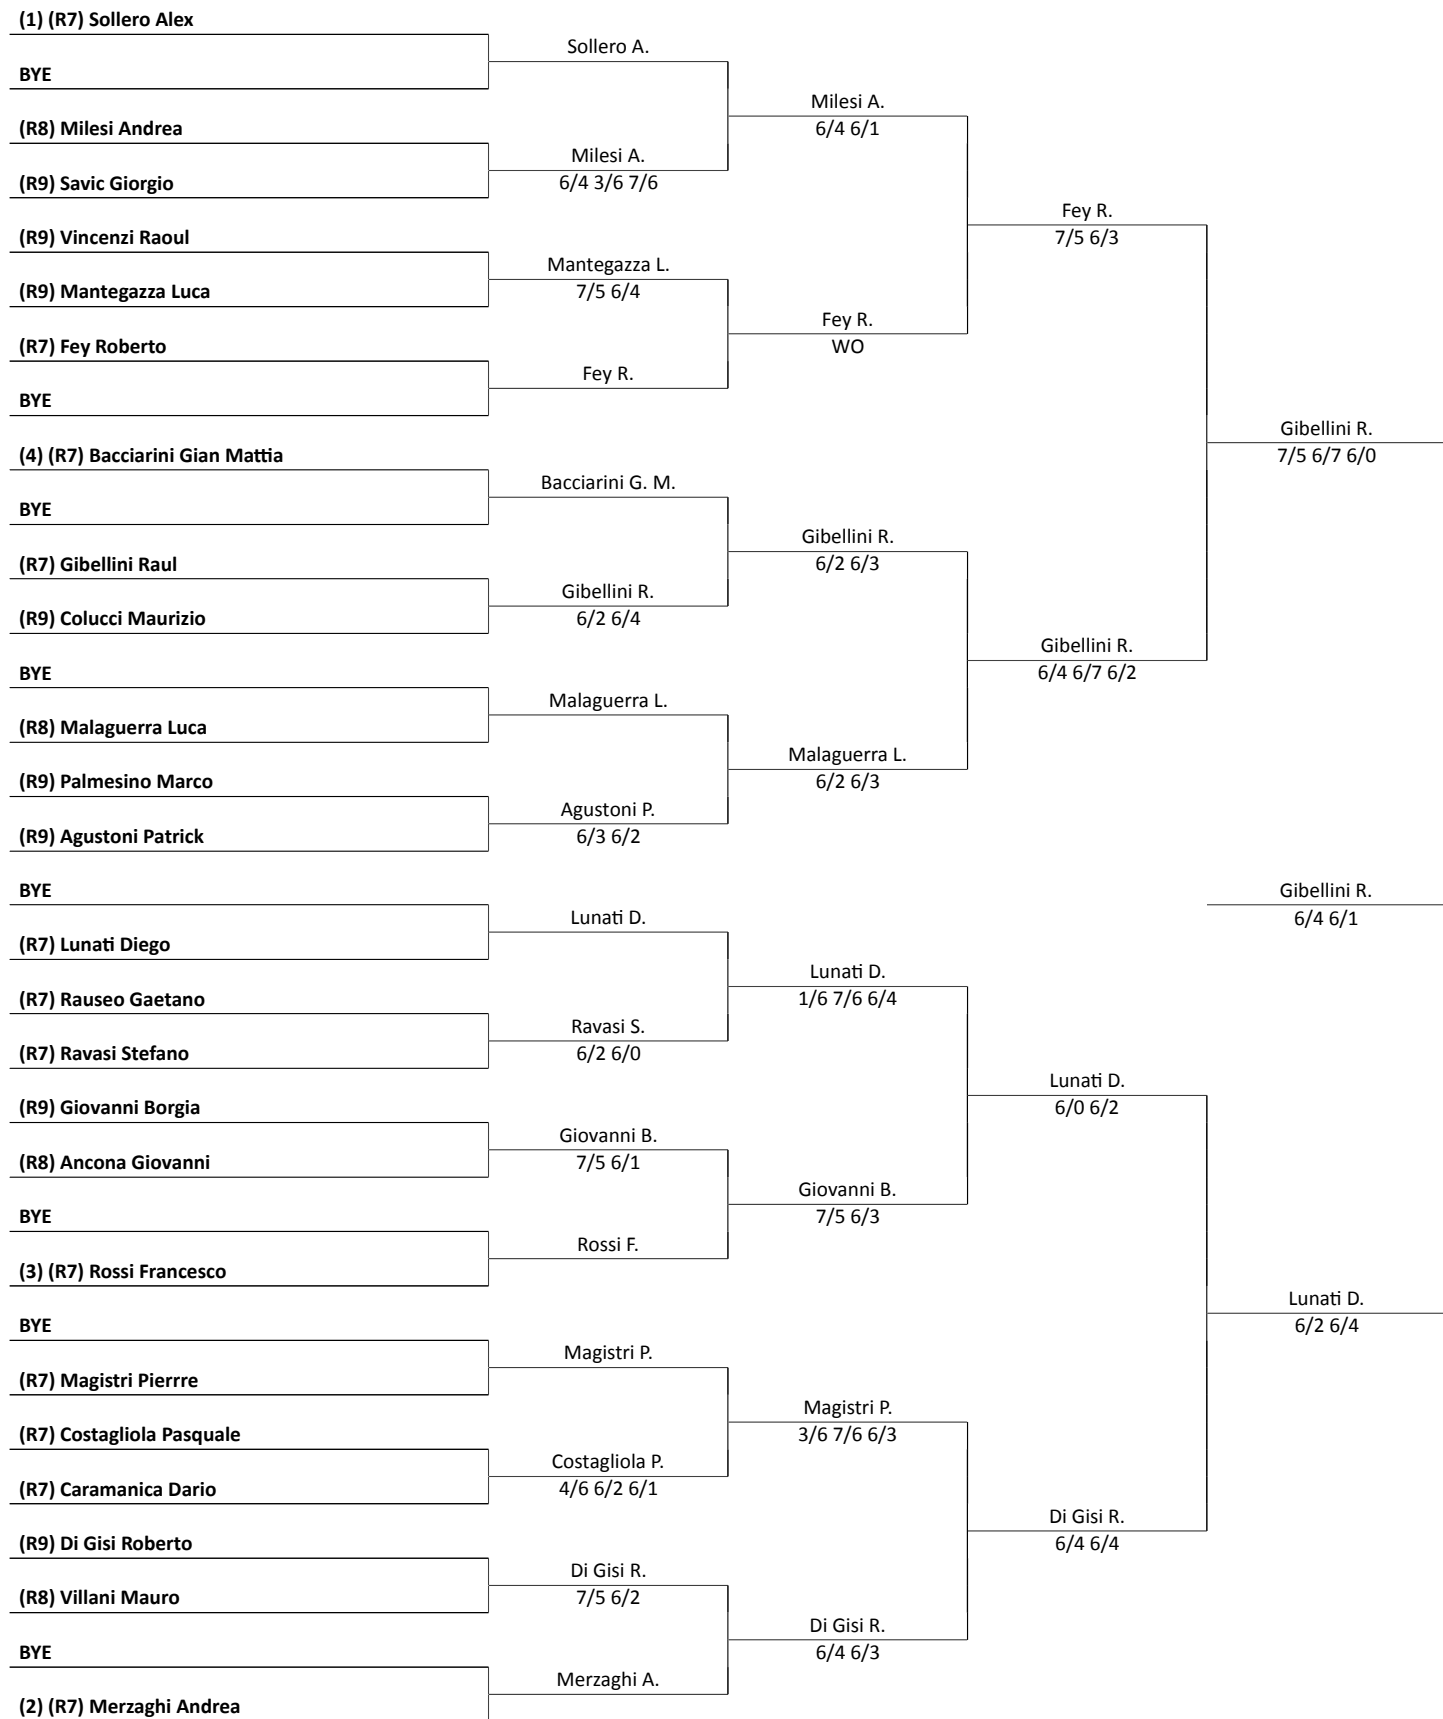 (1) (R7) Sollero Alex
Sollero A.
BYE
Milesi A.
6/4 6/1
(R8) Milesi Andrea
Milesi A.
6/4 3/6 7/6
(R9) Savic Giorgio
Fey R.
7/5 6/3
(R9) Vincenzi Raoul
Mantegazza L.
7/5 6/4
(R9) Mantegazza Luca
Fey R.
WO
(R7) Fey Roberto
Fey R.
BYE
Gibellini R.
7/5 6/7 6/0
(4) (R7) Bacciarini Gian Mattia
Bacciarini G. M.
BYE
Gibellini R.
6/2 6/3
(R7) Gibellini Raul
Gibellini R.
6/2 6/4
(R9) Colucci Maurizio
Gibellini R.
6/4 6/7 6/2
BYE
Malaguerra L.
(R8) Malaguerra Luca
Malaguerra L.
6/2 6/3
(R9) Palmesino Marco
Agustoni P.
6/3 6/2
(R9) Agustoni Patrick
BYE
Gibellini R.
6/4 6/1
Lunati D.
(R7) Lunati Diego
Lunati D.
1/6 7/6 6/4
(R7) Rauseo Gaetano
Ravasi S.
6/2 6/0
(R7) Ravasi Stefano
Lunati D.
6/0 6/2
(R9) Giovanni Borgia
Giovanni B.
7/5 6/1
(R8) Ancona Giovanni
Giovanni B.
7/5 6/3
BYE
Rossi F.
(3) (R7) Rossi Francesco
Lunati D.
6/2 6/4
BYE
Magistri P.
(R7) Magistri Pierrre
Magistri P.
3/6 7/6 6/3
(R7) Costagliola Pasquale
Costagliola P.
4/6 6/2 6/1
(R7) Caramanica Dario
Di Gisi R.
6/4 6/4
(R9) Di Gisi Roberto
Di Gisi R.
7/5 6/2
(R8) Villani Mauro
Di Gisi R.
6/4 6/3
BYE
Merzaghi A.
(2) (R7) Merzaghi Andrea